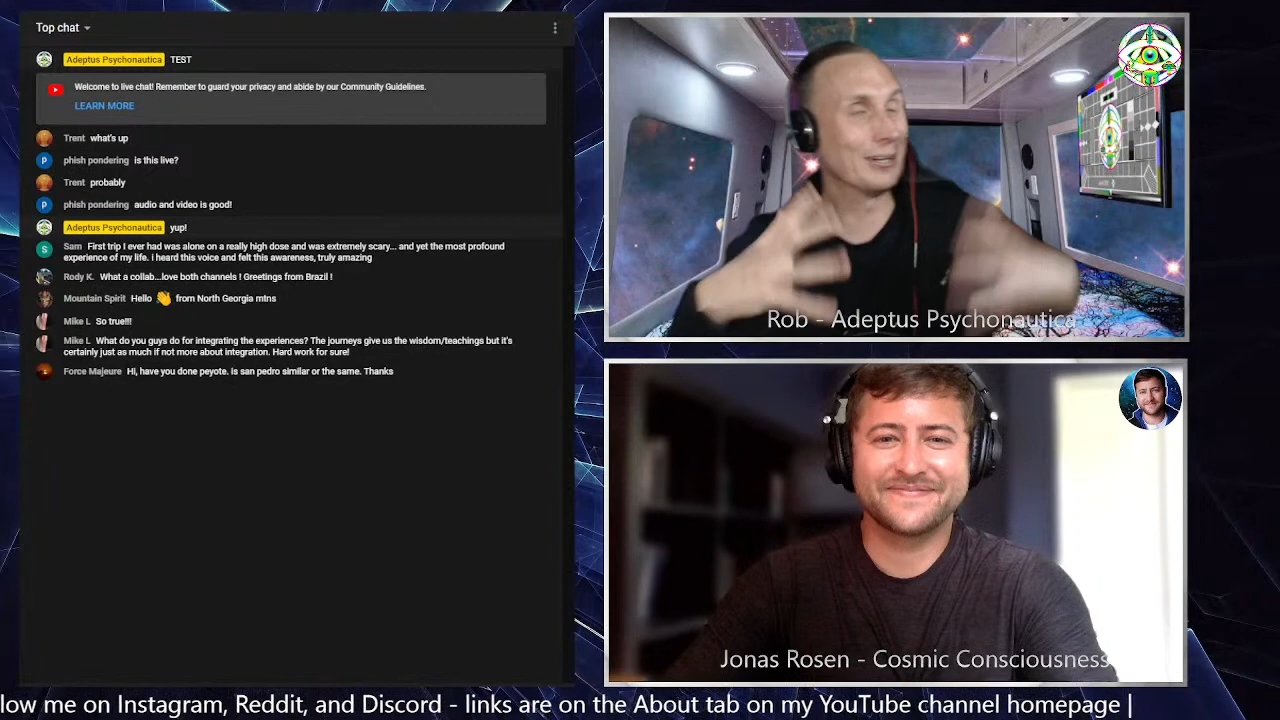 Top chat
Adeptus Psychonautica TEST
Welcome to live chat! Remember to guard your privacy and abide by our Community Guidelines.
LEARN MORE
Trent what's up
P phish pondering is this live?
Trent probably
P phish pondering audio and video is good!
Adeptus Psychonautica yup!
S Sam First trip I ever had was alone on a really high dose and was extremely scary... and yet the most profound
experience of my life. i heard this voice and felt this awareness, truly amazing
Rody K. What a collab...love both channels ! Greetings from Brazil !
Mountain Spirit Hello 👋 from North Georgia mtns
Mike L So true!!!
Mike L What do you guys do for integrating the experiences? The journeys give us the wisdom/teachings but it's
certainly just as much if not more about integration. Hard work for sure!
Force Majeure Hi, have you done peyote. is san pedro similar or the same. Thanks
Rob - Adeptus Psychonautica
Jonas Rosen - Cosmic Consciousness
low me on Instagram, Reddit, and Discord - links are on the About tab on my YouTube channel homepage |